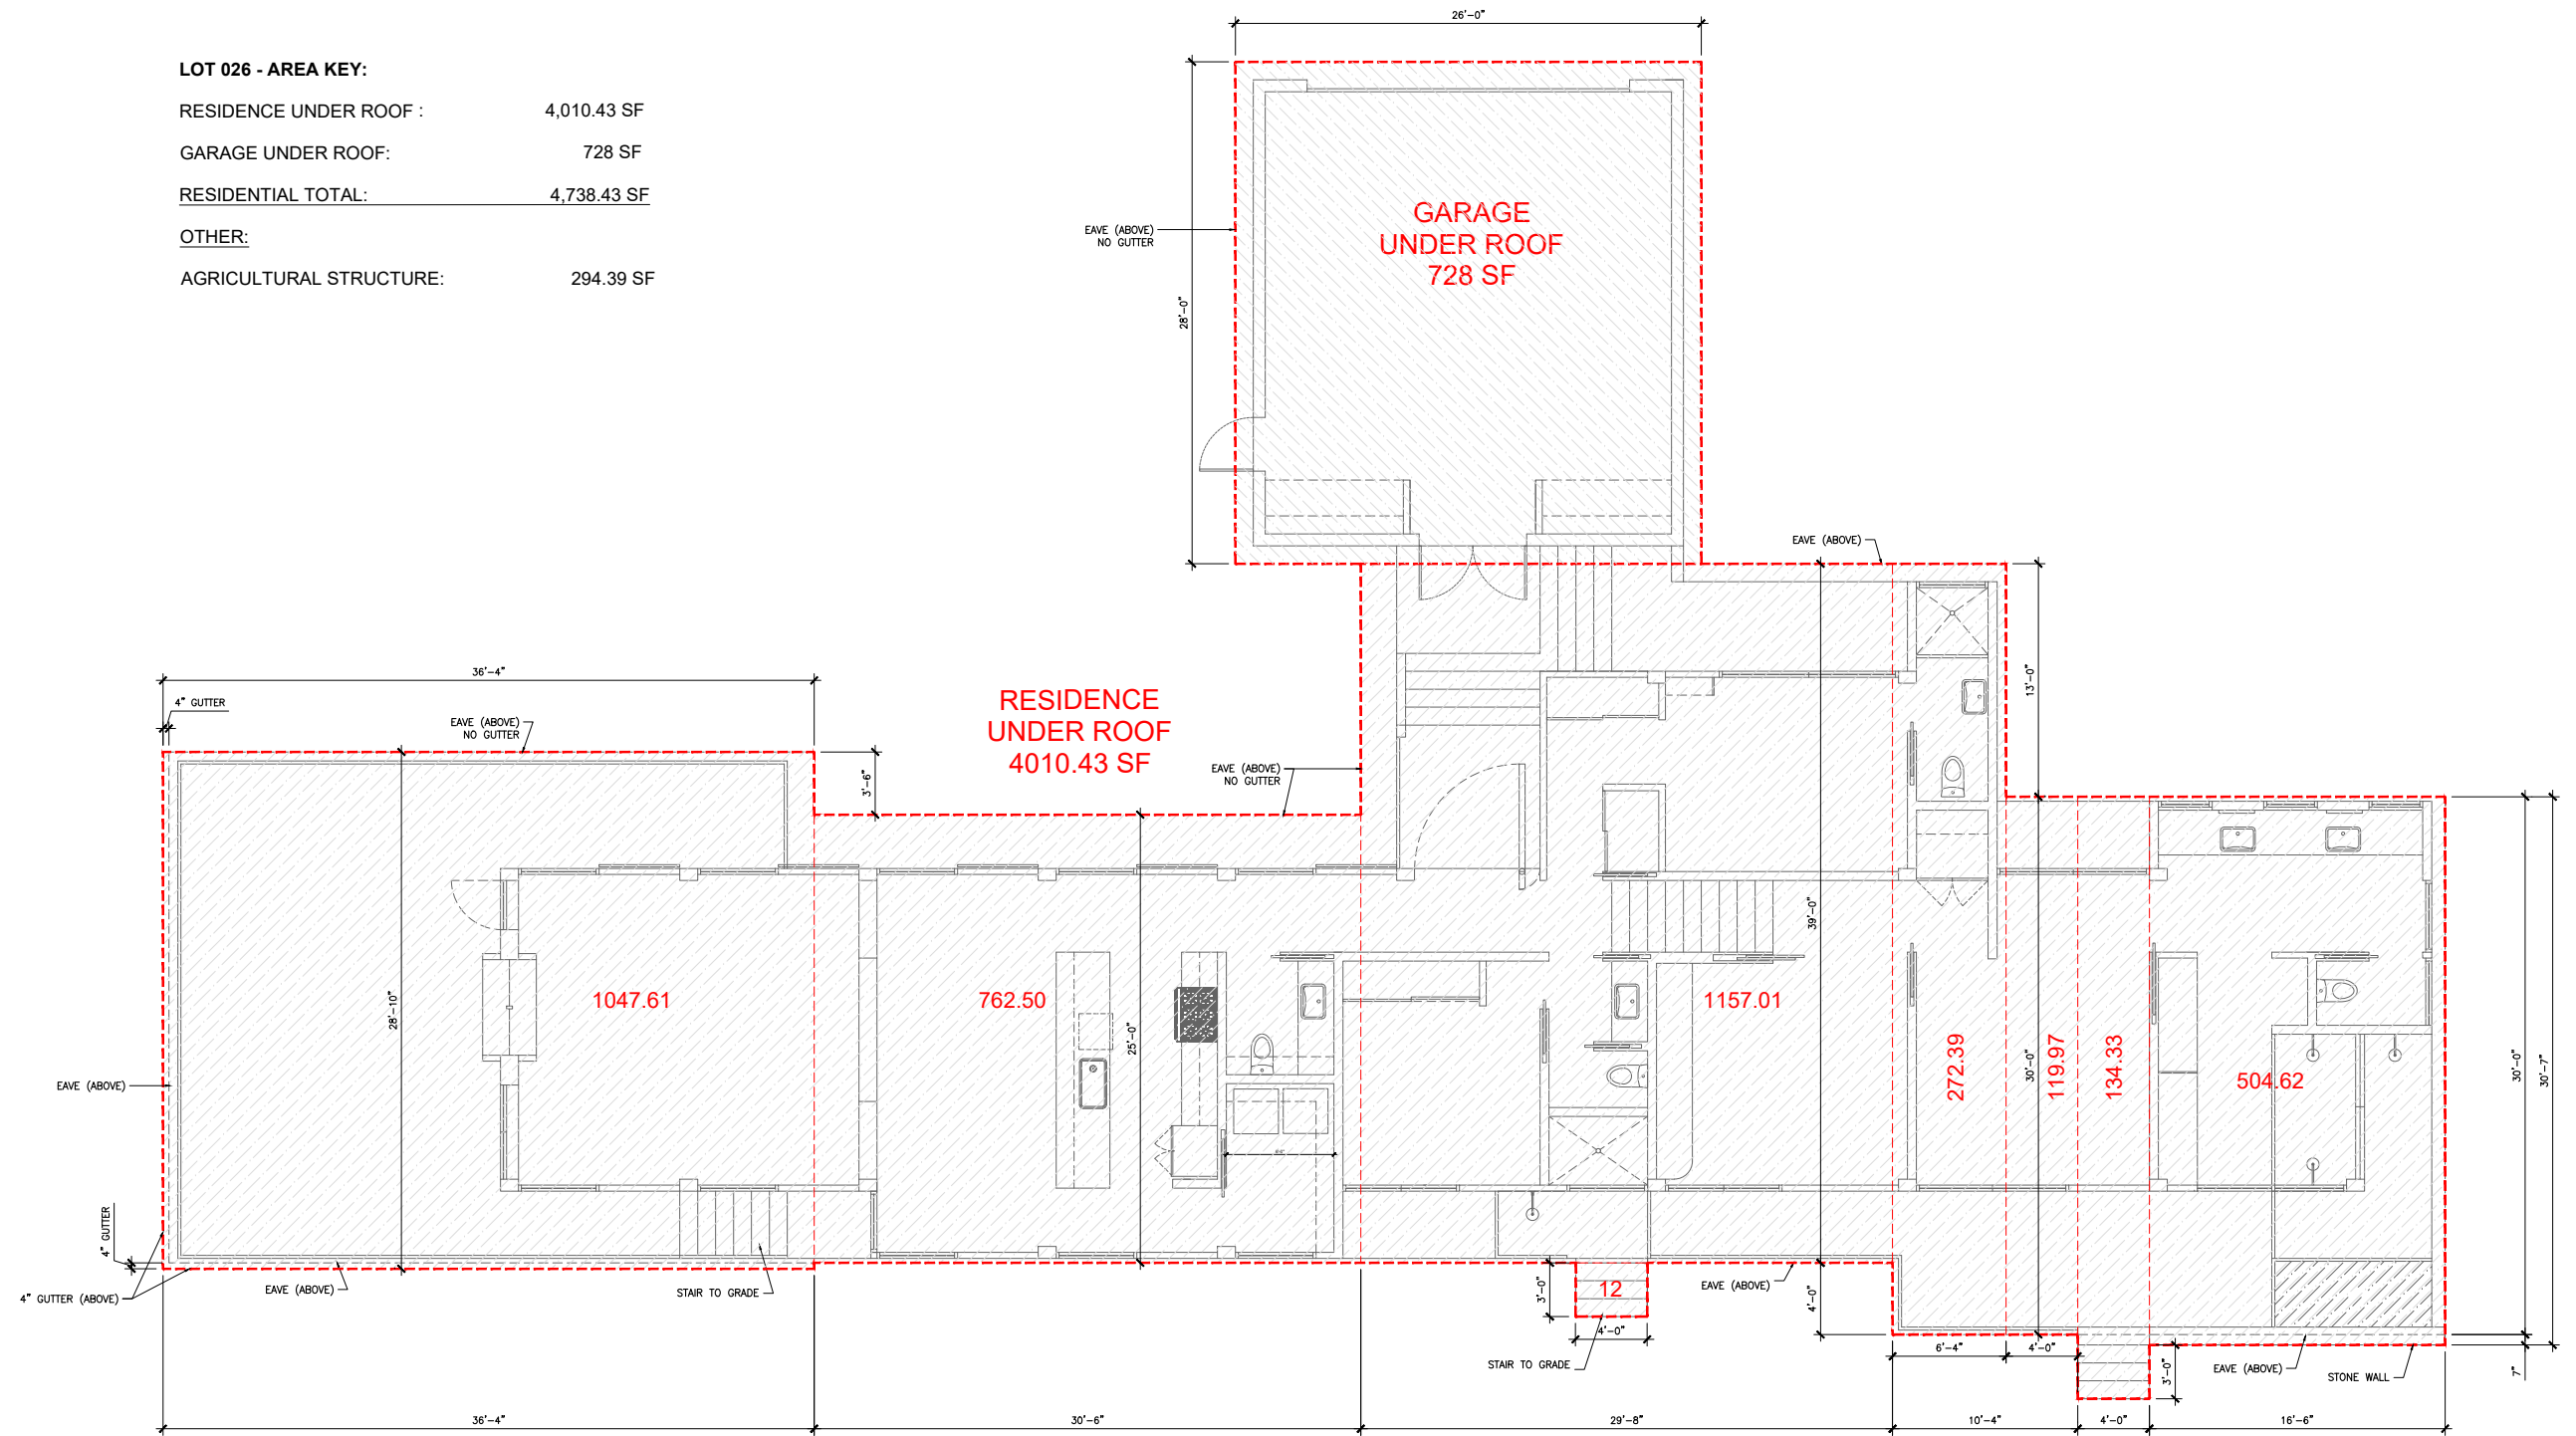 LOT 026 - AREA KEY:
RESIDENCE UNDER ROOF : 4,010.43 SF
GARAGE UNDER ROOF: 728 SF
RESIDENTIAL TOTAL: 4,738.43 SF
OTHER:
AGRICULTURAL STRUCTURE: 294.39 SF
26'-0"
28'-0"
EAVE (ABOVE)
NO GUTTER
GARAGE
UNDER ROOF
728 SF
EAVE (ABOVE)
13'-0"
36'-4"
4" GUTTER
EAVE (ABOVE)
NO GUTTER
3'-6"
RESIDENCE
UNDER ROOF
4010.43 SF
EAVE (ABOVE)
NO GUTTER
28'-10"
1047.61
762.50
25'-0"
1157.01
39'-0"
272.39
30'-0"
119.97
134.33
504.62
30'-0"
30'-7"
EAVE (ABOVE)
4" GUTTER
4" GUTTER (ABOVE)
EAVE (ABOVE)
STAIR TO GRADE
3'-0"
12
4'-0"
STAIR TO GRADE
EAVE (ABOVE)
4'-0"
6'-4"
4'-0"
3'-0"
EAVE (ABOVE)
STONE WALL
7"
36'-4"
30'-6"
29'-8"
10'-4"
4'-0"
16'-6"